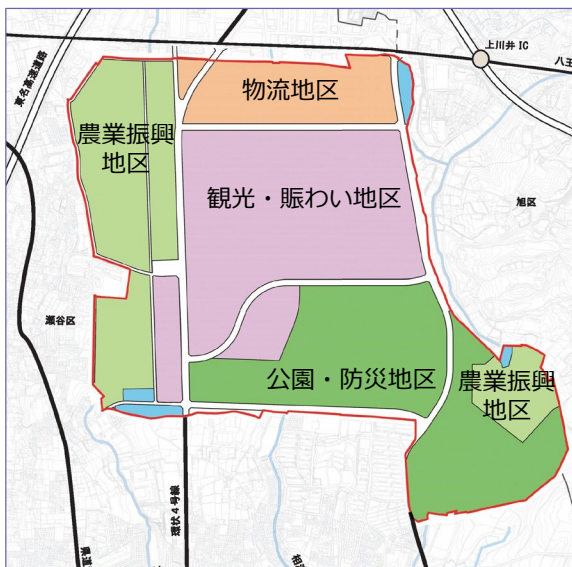 上川井 IC
八王
東名高速道路
物流地区
農業振興
地区
観光・賑わい地区
旭区
瀬谷区
公園・防災地区
農業振興
地区
環状4号線